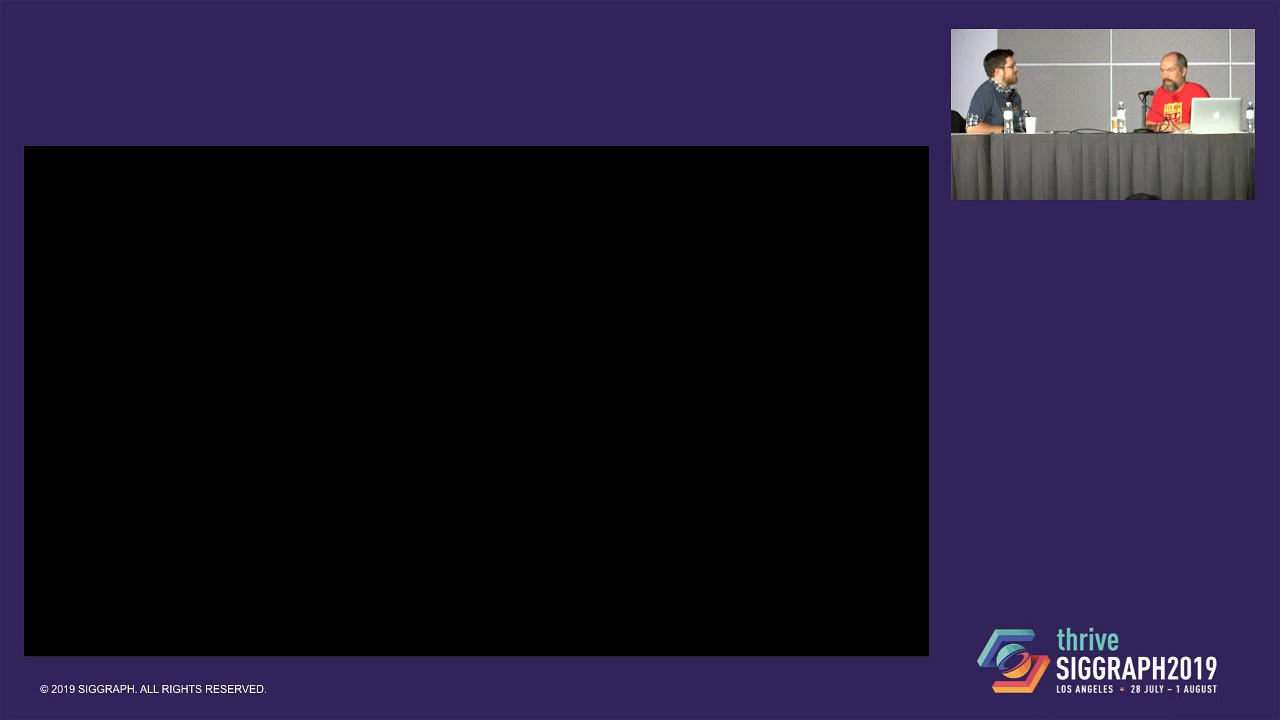 thrive
SIGGRAPH2019
LOS ANGELES • 28 JULY – 1 AUGUST
© 2019 SIGGRAPH. ALL RIGHTS RESERVED.